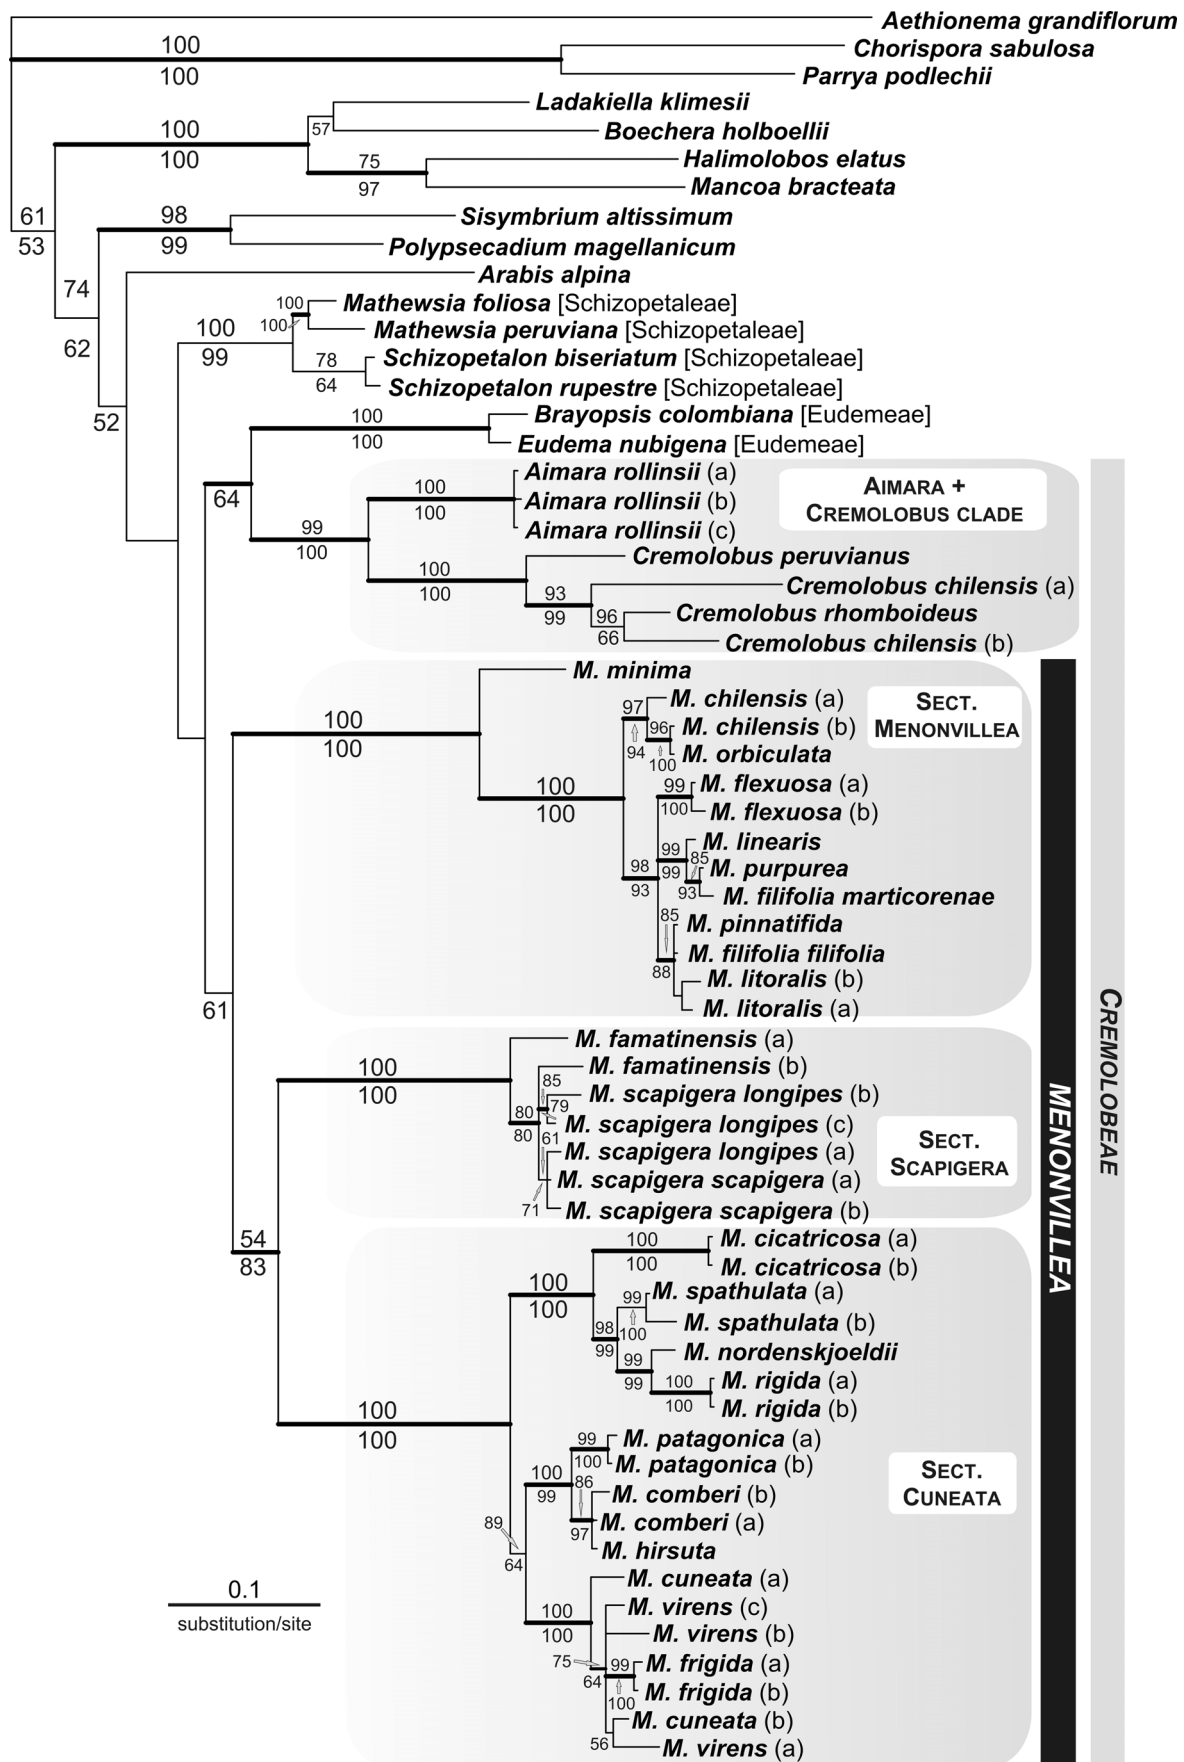 Aethionema grandiflorum
100
Chorispora sabulosa
100
Parrya podlechii
Ladakiella klimesii
100
57
Boechera holboellii
100
75
Halimolobos elatus
97
Mancoa bracteata
61
98
Sisymbrium altissimum
53
99
Polypsecadium magellanicum
Arabis alpina
74
100
Mathewsia foliosa [Schizopetaleae]
100
100
Mathewsia peruviana [Schizopetaleae]
62
99
78
Schizopetalon biseriatum [Schizopetaleae]
64
Schizopetalon rupestre [Schizopetaleae]
52
100
Brayopsis colombiana [Eudemeae]
100
Eudema nubigena [Eudemeae]
64
Aimara rollinsii (a)
100
Aimara rollinsii (b)
100
Aimara rollinsii (c)
AIMARA +
CREMOLOBUS CLADE
99
100
Cremolobus peruvianus
100
100
Cremolobus chilensis (a)
93
99
96
Cremolobus rhomboideus
66
Cremolobus chilensis (b)
M. minima
97
M. chilensis (a)
SECT.
MENONVILLEA
100
100
96
M. chilensis (b)
94
100
M. orbiculata
99
M. flexuosa (a)
100
100
100
M. flexuosa (b)
M. linearis
99
85
98
99
M. purpurea
93
93
M. filifolia marticorenae
85
M. pinnatifida
M. filifolia filifolia
88
M. litoralis (b)
M. litoralis (a)
61
M. famatinensis (a)
100
M. famatinensis (b)
100
85
M. scapigera longipes (b)
80
79
M. scapigera longipes (c)
80
61
M. scapigera longipes (a)
SECT.
SCAPIGERA
M. scapigera scapigera (a)
71
M. scapigera scapigera (b)
54
83
100
M. cicatricosa (a)
100
M. cicatricosa (b)
100
100
99
M. spathulata (a)
98
100
M. spathulata (b)
99
99
M. nordenskjoeldii
99
100
M. rigida (a)
100
M. rigida (b)
100
100
99
M. patagonica (a)
100
M. patagonica (b)
100
99
86
M. comberi (b)
SECT.
CUNEATA
97
M. comberi (a)
M. hirsuta
89
64
M. cuneata (a)
100
M. virens (c)
100
M. virens (b)
75
99
M. frigida (a)
64
100
M. frigida (b)
M. cuneata (b)
56
M. virens (a)
0.1
substitution/site
MENONVILLEA
CREMOLOBEAE